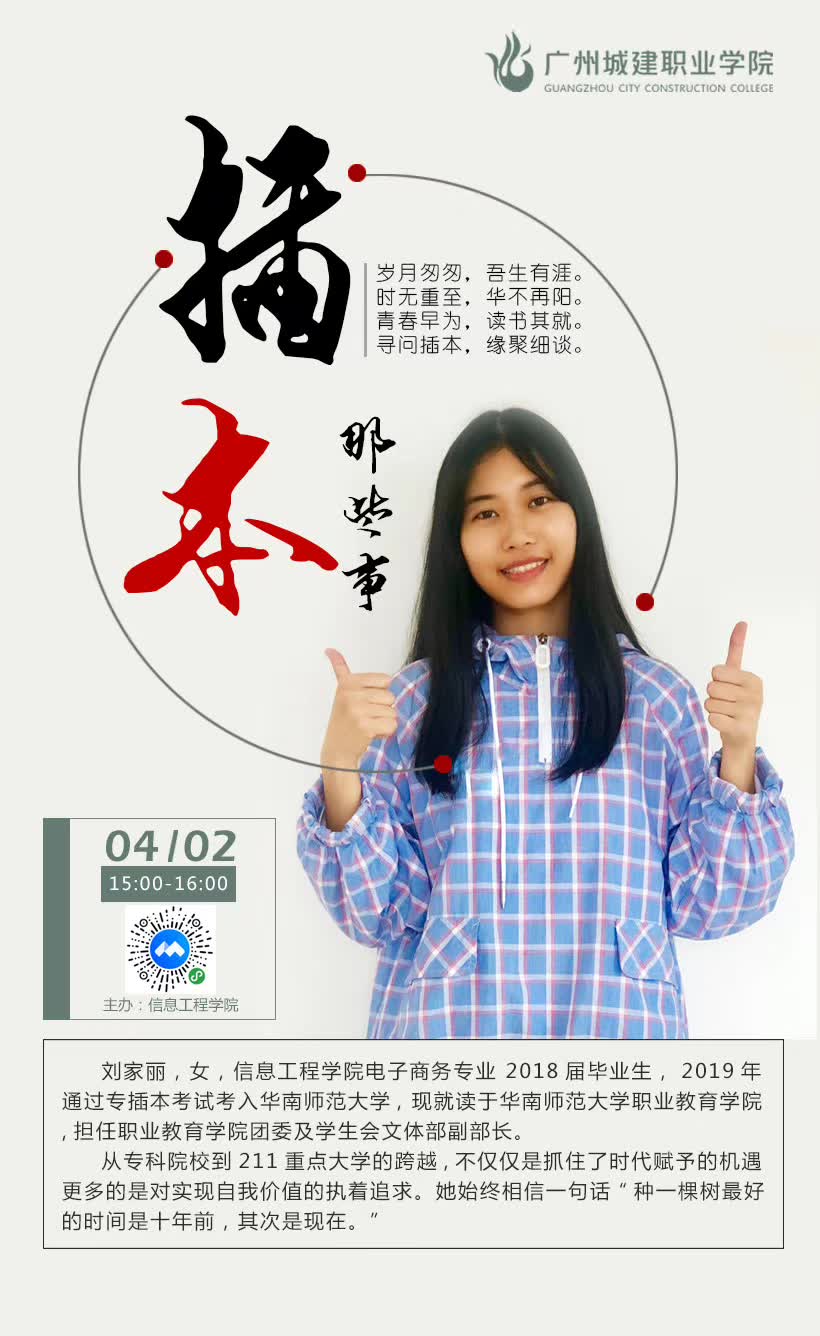 广州城建职业学院
GUANGZHOU CITY CONSTRUCTION COLLEGE
插
本
那些事
岁月匆匆，吾生有涯。
时无重至，华不再阳。
青春早为，读书其就。
寻问插本，缘聚细谈。
04/02
15:00-16:00
主办：信息工程学院
刘家丽，女，信息工程学院电子商务专业 2018 届毕业生， 2019 年
通过专插本考试考入华南师范大学，现就读于华南师范大学职业教育学院
，担任职业教育学院团委及学生会文体部副部长。
从专科院校到 211 重点大学的跨越，不仅仅是抓住了时代赋予的机遇
更多的是对实现自我价值的执着追求。她始终相信一句话“ 种一棵树最好
的时间是十年前，其次是现在。”